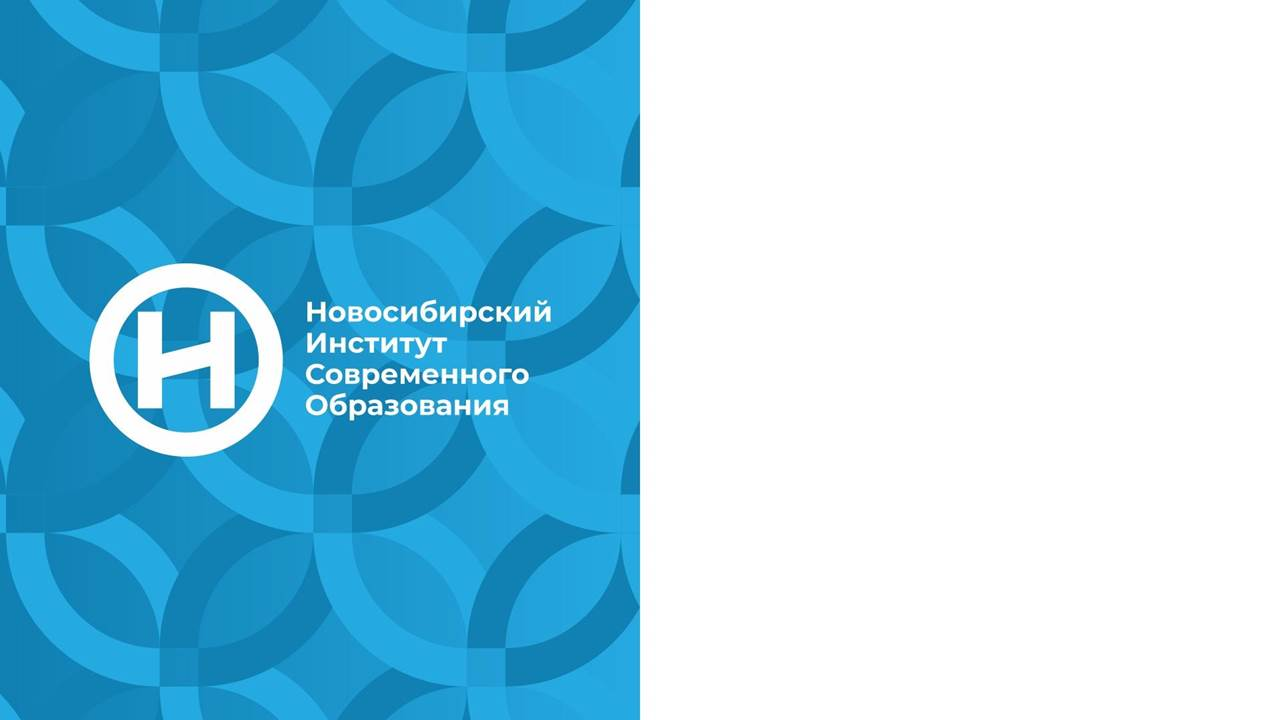 Н
Новосибирский
Институт
Современного
Образования